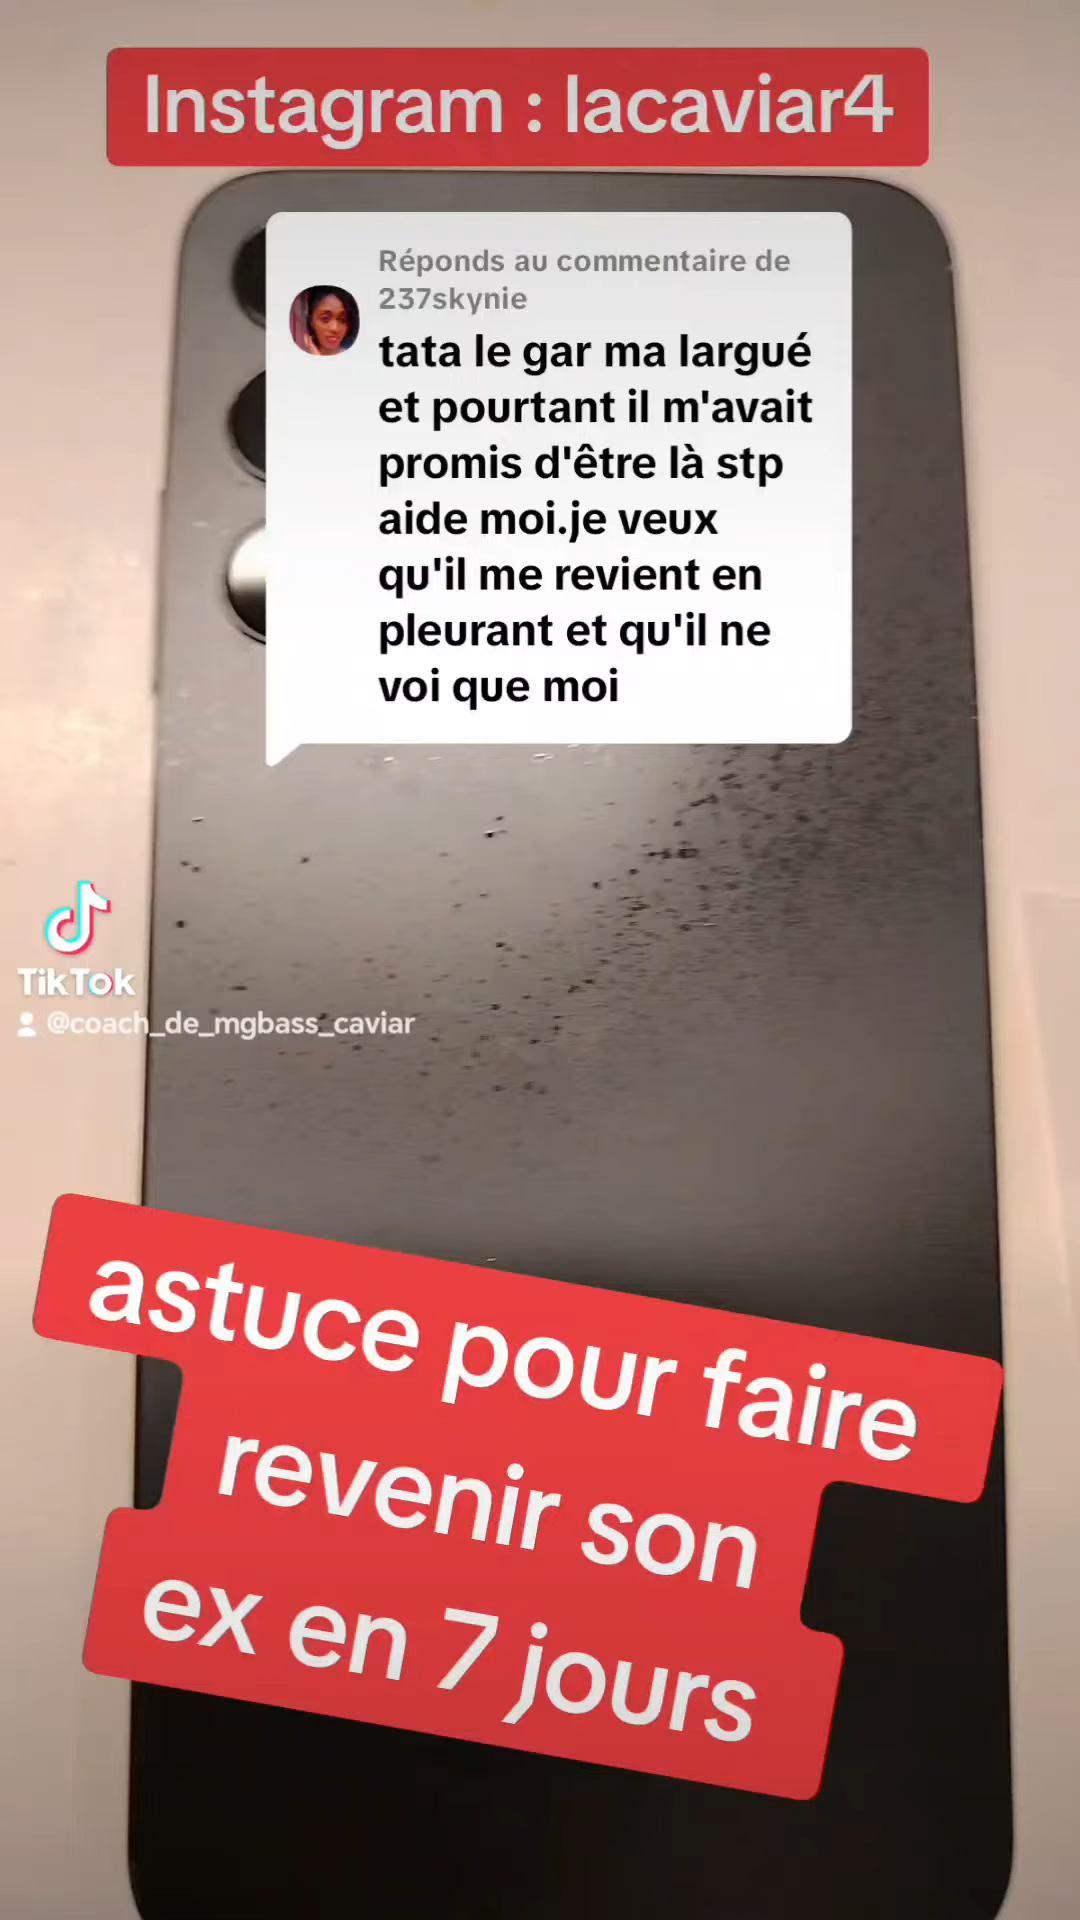 Instagram : lacaviar4
Réponds au commentaire de
237skynie
tata le gar ma largué
et pourtant il m'avait
promis d'être là stp
aide moi.je veux
qu'il me revient en
pleurant et qu'il ne
voi que moi
TikTok
@coach_de_mgbass_caviar
astuce pour faire
revenir son
ex en 7 jours